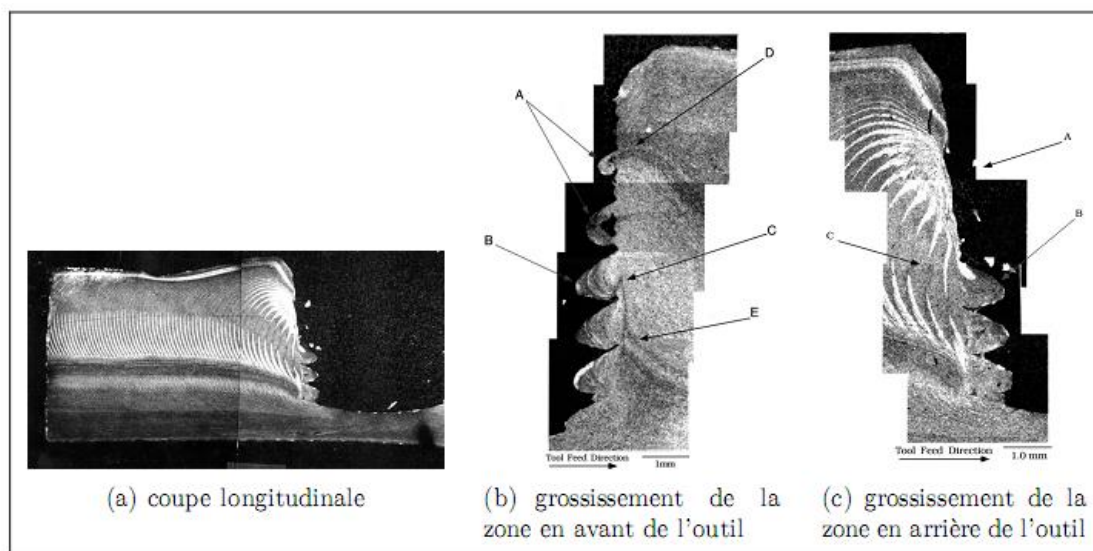 A
D
B
C
E
Tool Feed Direction
1mm
A
B
C
Tool Feed Direction
1.0 mm
(a) coupe longitudinale
(b) grossissement de la
zone en avant de l'outil
(c) grossissement de la
zone en arrière de l'outil